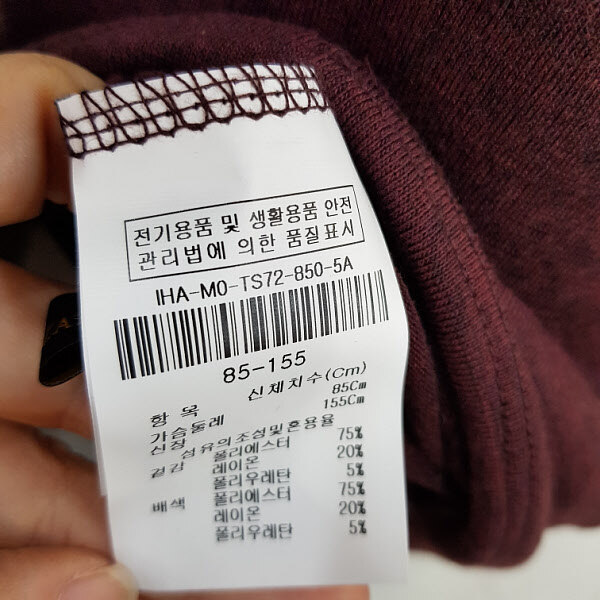 전기용품 및 생활용품 안전
관리법에 의한 품질표시
IHA-M0-TS72-850-5A
85-155
신체치수(Cm)
항 목
가슴둘레 85Cm
신장 155Cm
섬유의조성및혼용율
겉감 폴리에스터 75%
레이온 20%
폴리우레탄 5%
배색 폴리에스터 75%
레이온 20%
폴리우레탄 5%